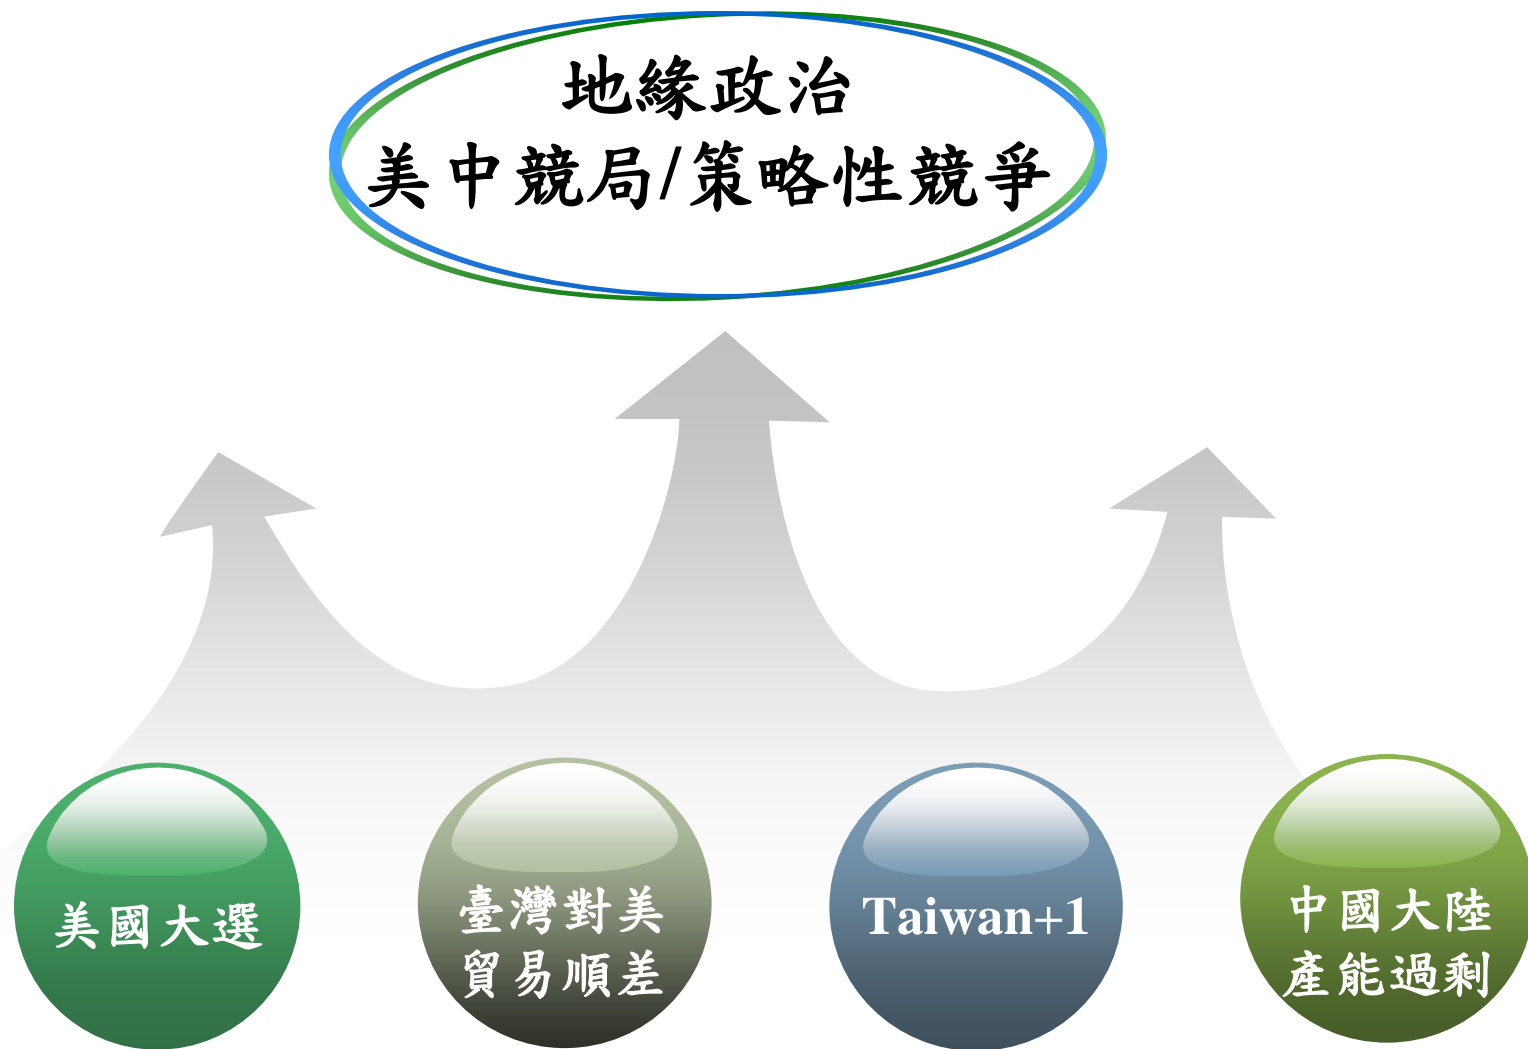 地緣政治
美中競局/策略性競爭
美國大選
臺灣對美
貿易順差
Taiwan+1
中國大陸
產能過剩